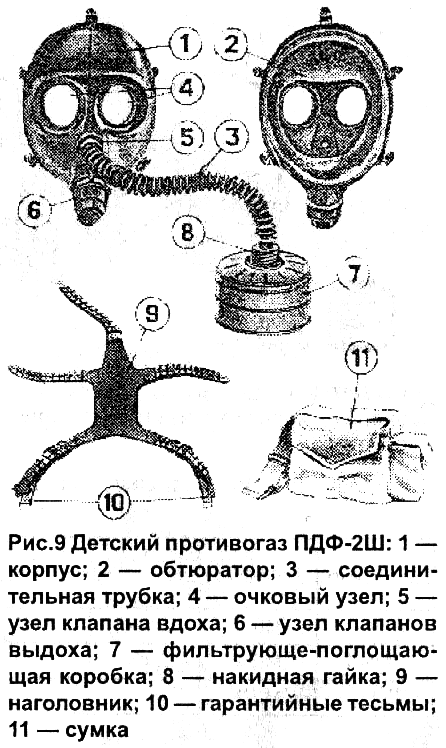 1
2
4
5
3
6
8
7
9
11
10
Рис.9 Детский противогаз ПДФ-2Ш: 1 —
корпус; 2 — обтюратор; 3 — соедини-
тельная трубка; 4 — очковый узел; 5 —
узел клапана вдоха; 6 — узел клапанов
выдоха; 7 — фильтрующе-поглощаю-
щая коробка; 8 — накидная гайка; 9 —
наголовник; 10 — гарантийные тесьмы;
11 — сумка